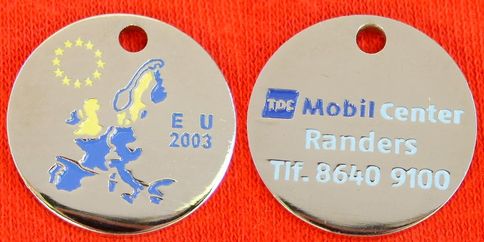 E U
2003
TDC Mobil Center
Randers
Tlf. 8640 9100